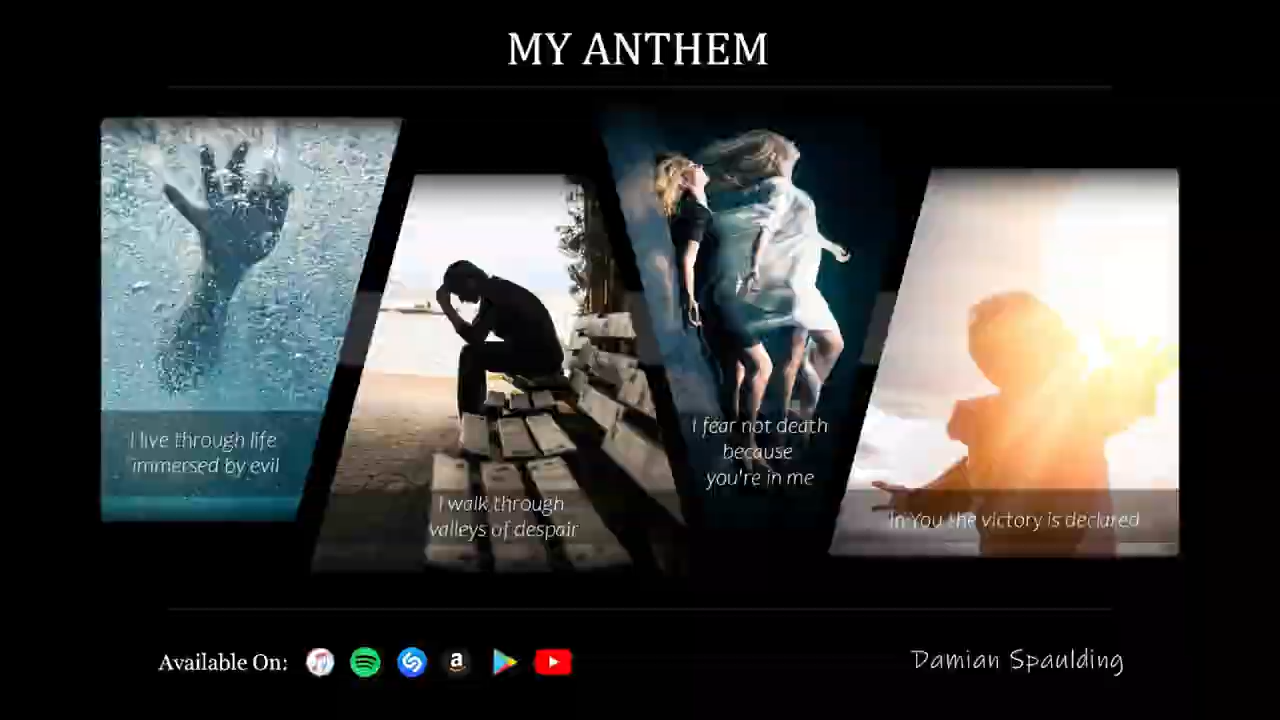 MY ANTHEM
I live through life
immersed by evil
I walk through
valleys of despair
I fear not death
because
you're in me
In You the victory is declared
Available On:
a
Damian Spaulding